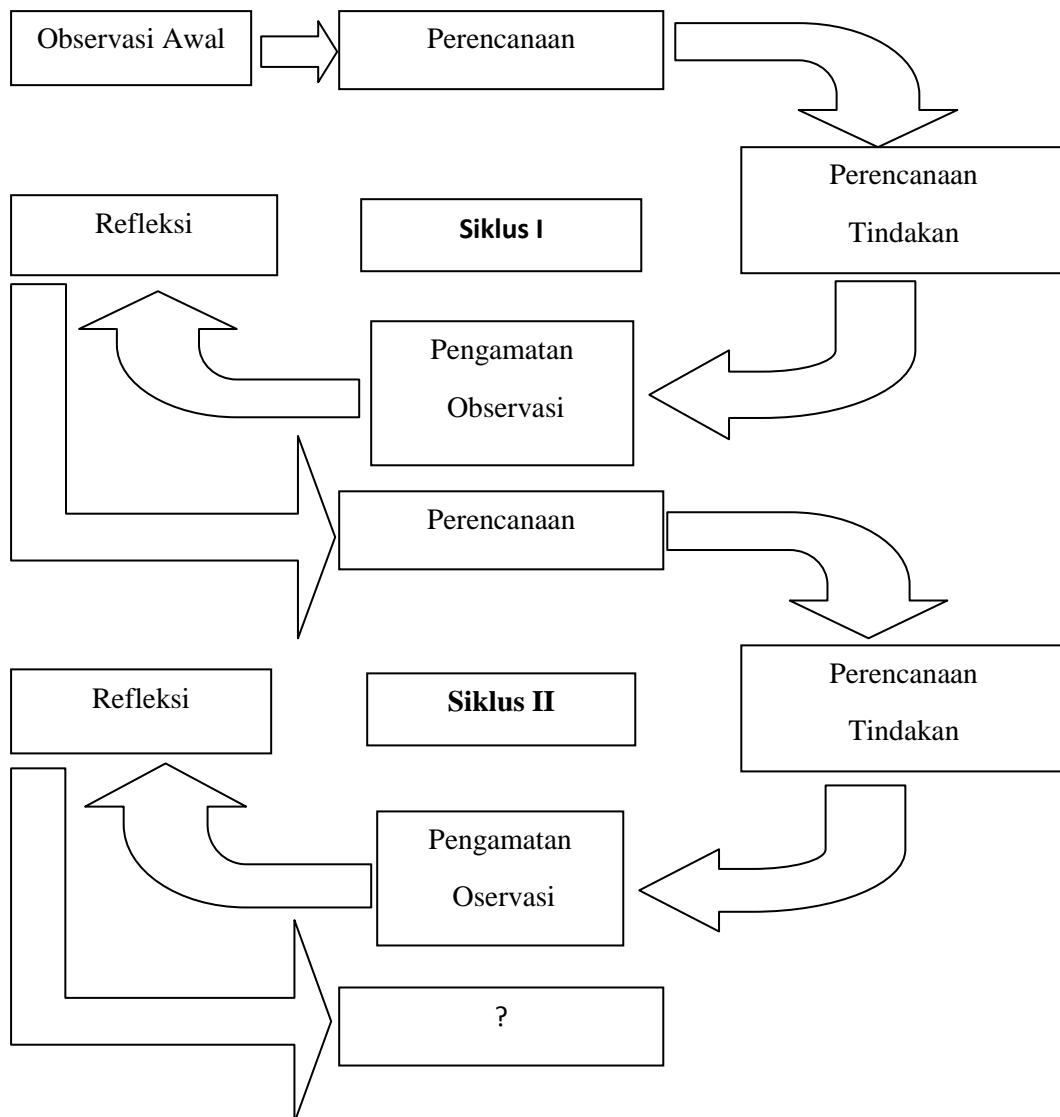 Observasi Awal
Perencanaan
Perencanaan
Tindakan
Refleksi
Siklus I
Pengamatan
Observasi
Perencanaan
Perencanaan
Tindakan
Refleksi
Siklus II
Pengamatan
Oservasi
?